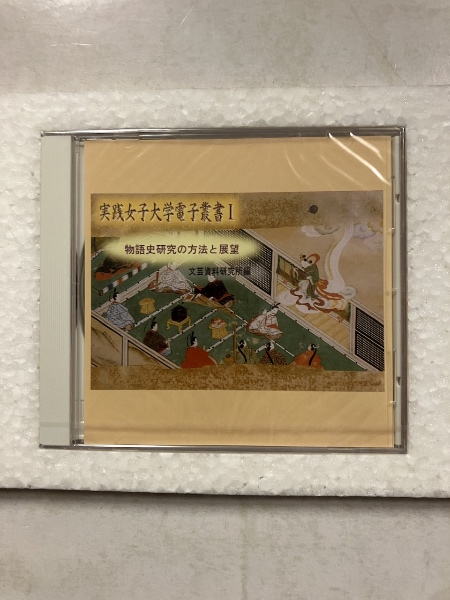 実践女子大学電子叢書Ⅰ
物語史研究の方法と展望
文芸資料研究所編